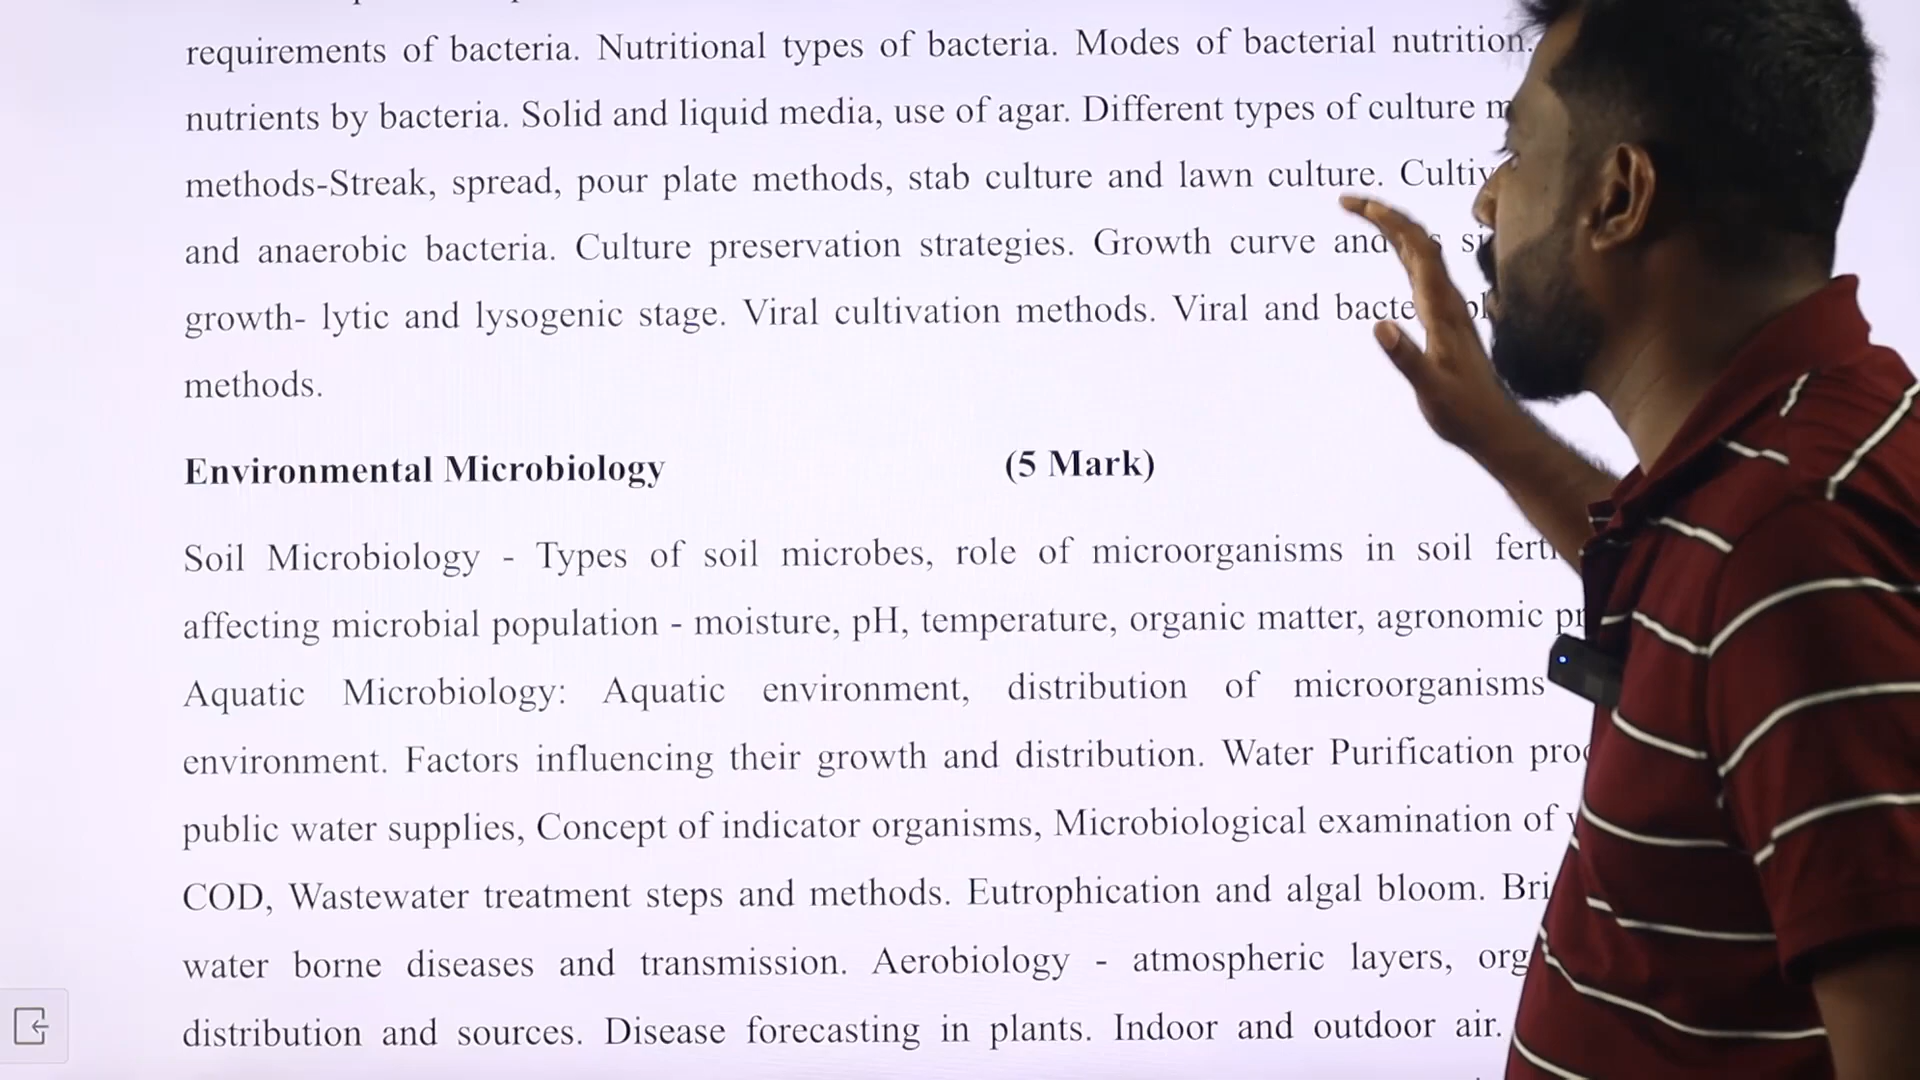 requirements of bacteria. Nutritional types of bacteria. Modes of bacterial nutrition.
nutrients by bacteria. Solid and liquid media, use of agar. Different types of culture
methods-Streak, spread, pour plate methods, stab culture and lawn culture.
and anaerobic bacteria. Culture preservation strategies. Growth curve and
growth- lytic and lysogenic stage. Viral cultivation methods. Viral and
methods.
Environmental Microbiology (5 Mark)
Soil Microbiology - Types of soil microbes, role of microorganisms in soil
affecting microbial population - moisture, pH, temperature, organic matter, agronomic
Aquatic Microbiology: Aquatic environment, distribution of microorganisms
environment. Factors influencing their growth and distribution. Water Purification
public water supplies, Concept of indicator organisms, Microbiological examination of
COD, Wastewater treatment steps and methods. Eutrophication and algal bloom.
water borne diseases and transmission. Aerobiology - atmospheric layers,
distribution and sources. Disease forecasting in plants. Indoor and outdoor air.